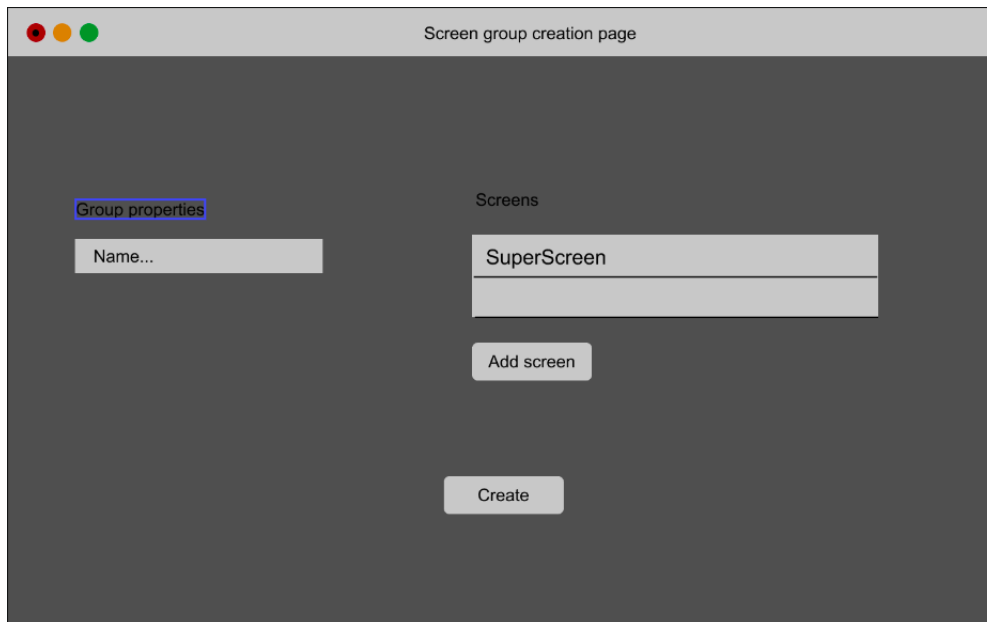 Screen group creation page
Group properties
Name...
Screens
SuperScreen
Add screen
Create